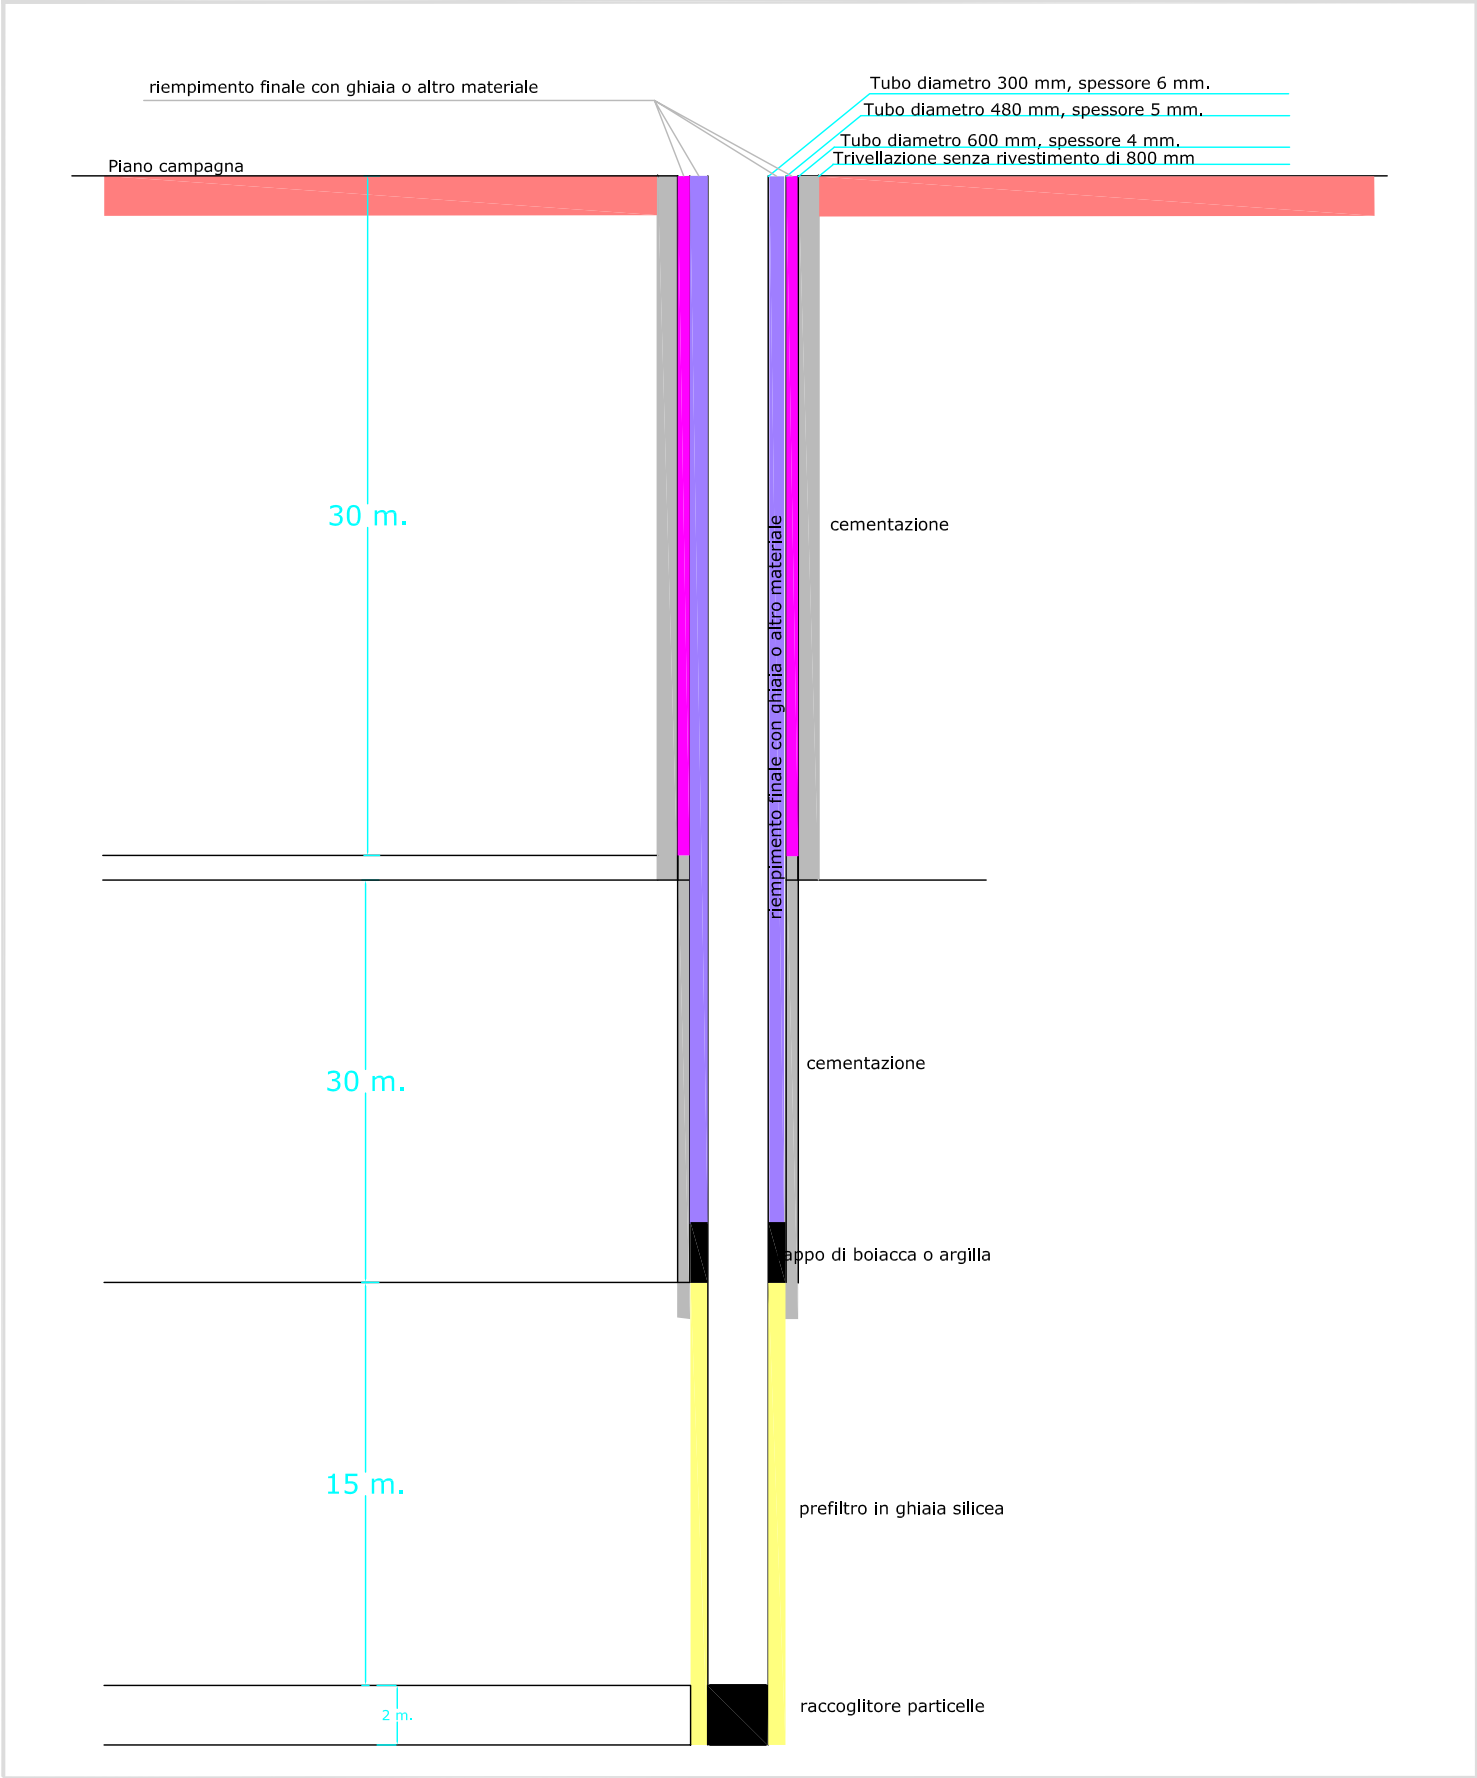 riempimento finale con ghiaia o altro materiale
Tubo diametro 300 mm, spessore 6 mm.
Tubo diametro 480 mm, spessore 5 mm.
Tubo diametro 600 mm, spessore 4 mm.
Trivellazione senza rivestimento di 800 mm
Piano campagna
30 m.
cementazione
riempimento finale con ghiaia o altro materiale
30 m.
cementazione
appo di boiacca o argilla
15 m.
prefiltro in ghiaia silicea
raccoglitore particelle
2 m.